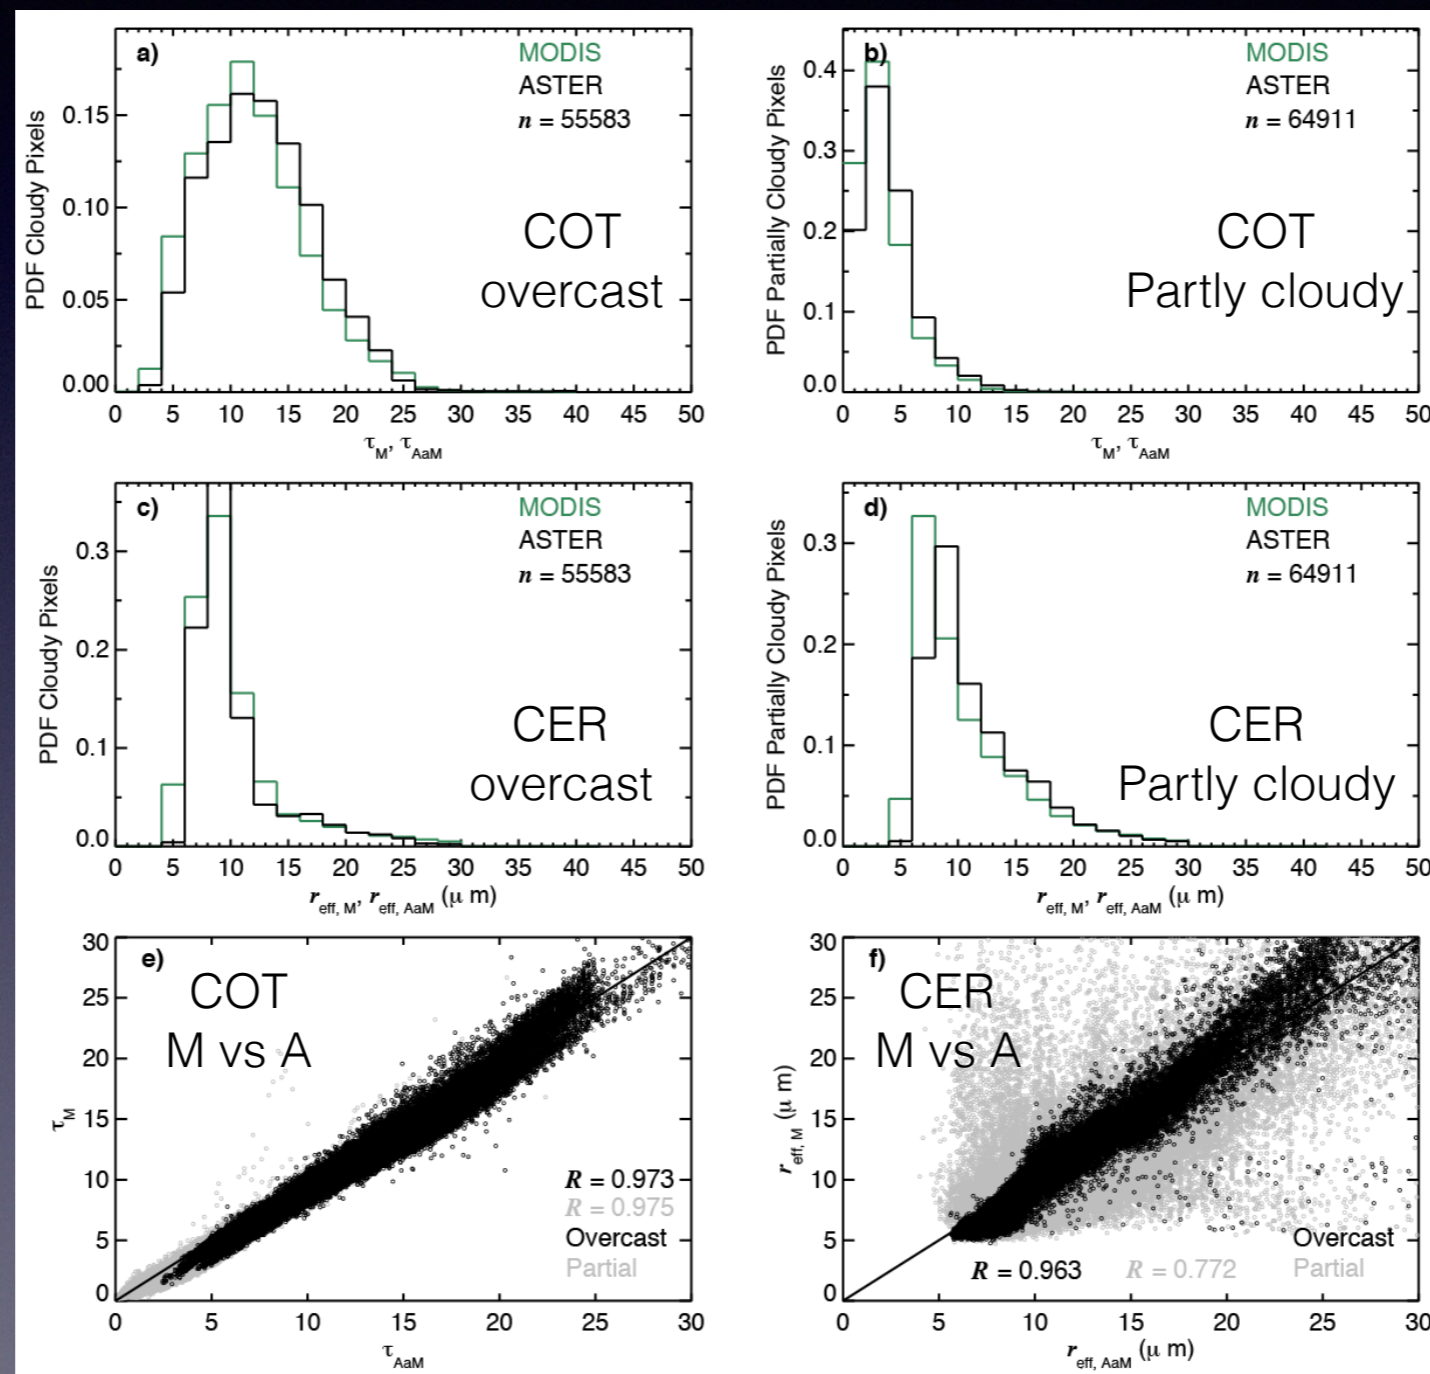 a)
MODIS
ASTER
n = 55583
COT
overcast
PDF Cloudy Pixels
0.15
0.10
0.05
0.00
0 5 10 15 20 25 30 35 40 45 50
τM, τAaM
b)
MODIS
ASTER
n = 64911
COT
Partly cloudy
PDF Partially Cloudy Pixels
0.4
0.3
0.2
0.1
0.0
0 5 10 15 20 25 30 35 40 45 50
τM, τAaM
c)
MODIS
ASTER
n = 55583
CER
overcast
PDF Cloudy Pixels
0.3
0.2
0.1
0.0
0 5 10 15 20 25 30 35 40 45 50
reff, M, reff, AaM (μ m)
d)
MODIS
ASTER
n = 64911
CER
Partly cloudy
PDF Partially Cloudy Pixels
0.3
0.2
0.1
0.0
0 5 10 15 20 25 30 35 40 45 50
reff, M, reff, AaM (μ m)
e)
COT
M vs A
R = 0.973
R = 0.975
Overcast
Partial
τM
30
25
20
15
10
5
0
0 5 10 15 20 25 30
τAaM
f)
CER
M vs A
Overcast
R = 0.963 R = 0.772 Partial
reff, M (μ m)
30
25
20
15
10
5
0
0 5 10 15 20 25 30
reff, AaM (μ m)